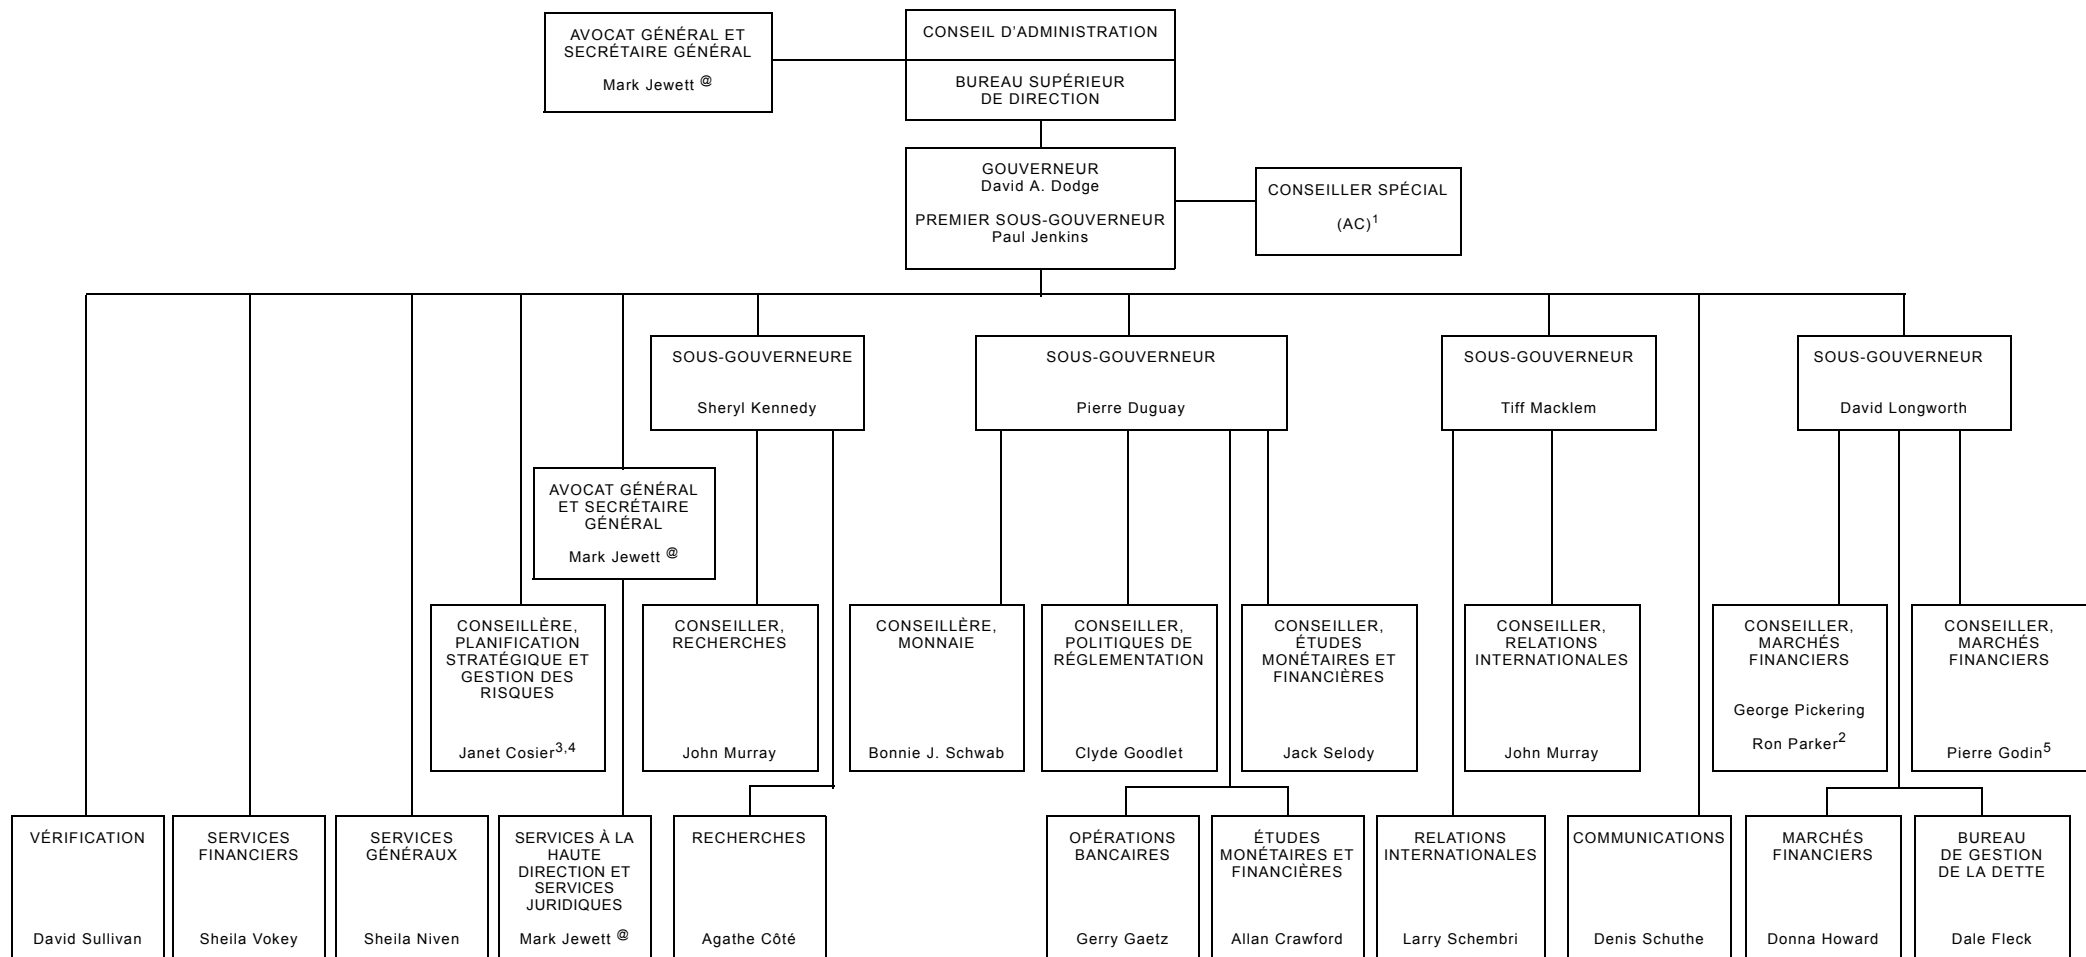 AVOCAT GÉNÉRAL ET
SECRÉTAIRE GÉNÉRAL
Mark Jewett @
CONSEIL D'ADMINISTRATION
BUREAU SUPÉRIEUR
DE DIRECTION
GOUVERNEUR
David A. Dodge
PREMIER SOUS-GOUVERNEUR
Paul Jenkins
CONSEILLER SPÉCIAL
(AC)1
SOUS-GOUVERNEURE
Sheryl Kennedy
SOUS-GOUVERNEUR
Pierre Duguay
SOUS-GOUVERNEUR
Tiff Macklem
SOUS-GOUVERNEUR
David Longworth
AVOCAT GÉNÉRAL
ET SECRÉTAIRE
GÉNÉRAL
Mark Jewett @
CONSEILLÈRE,
PLANIFICATION
STRATÉGIQUE ET
GESTION DES
RISQUES
Janet Cosier3,4
CONSEILLER,
RECHERCHES
John Murray
CONSEILLÈRE,
MONNAIE
Bonnie J. Schwab
CONSEILLER,
POLITIQUES DE
RÉGLEMENTATION
Clyde Goodlet
CONSEILLER,
ÉTUDES
MONÉTAIRES ET
FINANCIÈRES
Jack Selody
CONSEILLER,
RELATIONS
INTERNATIONALES
John Murray
CONSEILLER,
MARCHÉS
FINANCIERS
George Pickering
Ron Parker2
CONSEILLER,
MARCHÉS
FINANCIERS
Pierre Godin5
VÉRIFICATION
David Sullivan
SERVICES
FINANCIERS
Sheila Vokey
SERVICES
GÉNÉRAUX
Sheila Niven
SERVICES À LA
HAUTE
DIRECTION ET
SERVICES
JURIDIQUES
Mark Jewett @
RECHERCHES
Agathe Côté
OPÉRATIONS
BANCAIRES
Gerry Gaetz
ÉTUDES
MONÉTAIRES ET
FINANCIÈRES
Allan Crawford
RELATIONS
INTERNATIONALES
Larry Schembri
COMMUNICATIONS
Denis Schuthe
MARCHÉS
FINANCIERS
Donna Howard
BUREAU
DE GESTION
DE LA DETTE
Dale Fleck